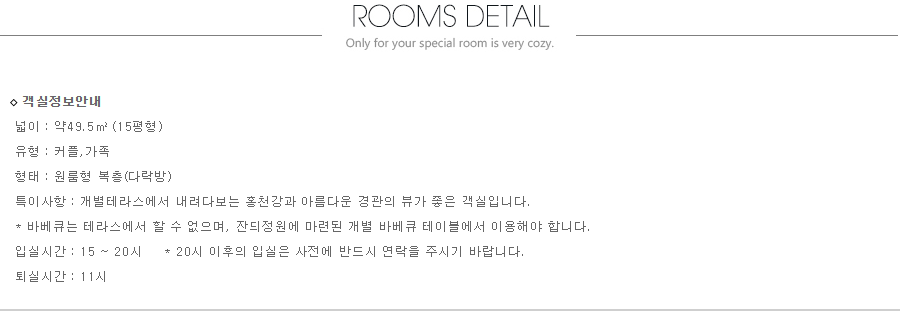 ROOMS DETAIL
Only for your special room is very cozy.
◇ 객실정보안내
넓이 : 약49.5㎡ (15평형)
유형 : 커플,가족
형태 : 원룸형 복층(다락방)
특이사항 : 개별테라스에서 내려다보는 홍천강과 아름다운 경관의 뷰가 좋은 객실입니다.
* 바베큐는 테라스에서 할 수 없으며, 잔듸정원에 마련된 개별 바베큐 테이블에서 이용해야 합니다.
입실시간 : 15 ~ 20시 * 20시 이후의 입실은 사전에 반드시 연락을 주시기 바랍니다.
퇴실시간 : 11시